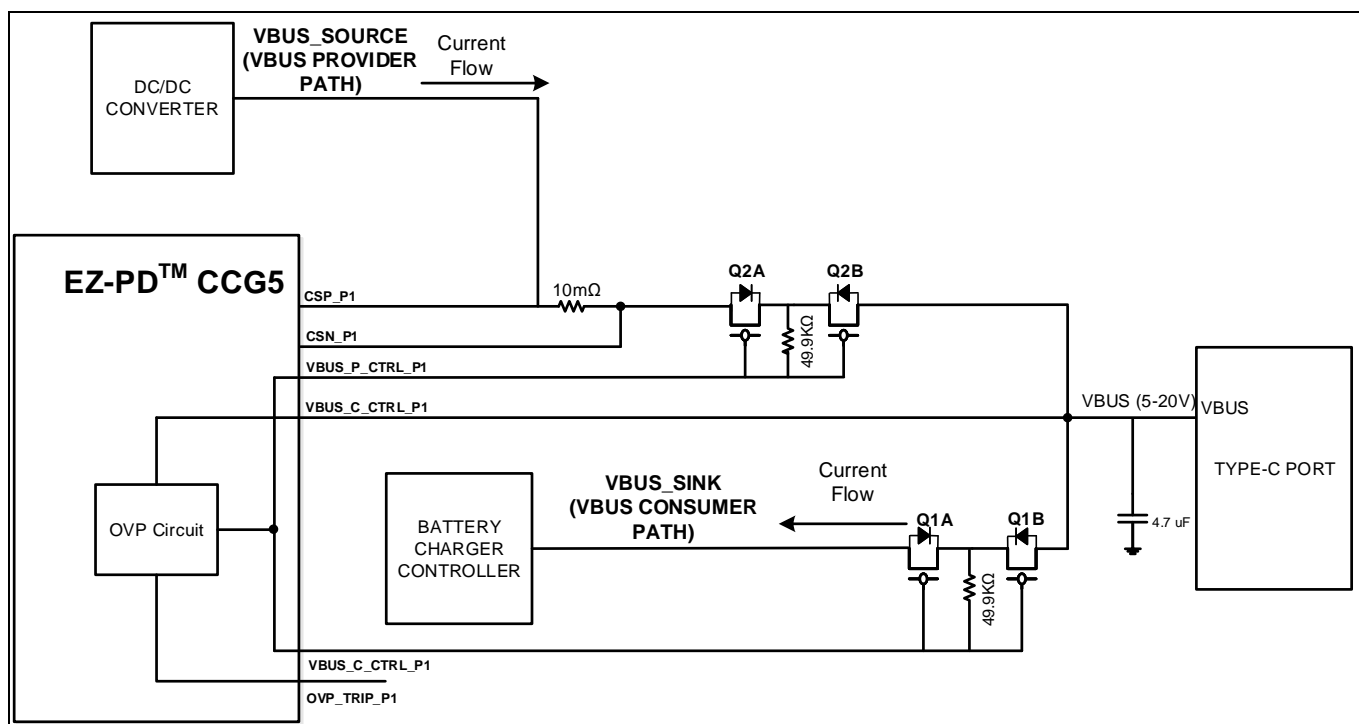 DC/DC
CONVERTER
VBUS_SOURCE
(VBUS PROVIDER
PATH)
Current
Flow
EZ-PD™ CCG5
CSP_P1
10mΩ
Q2A
Q2B
49.9KΩ
CSN_P1
VBUS_P_CTRL_P1
VBUS_C_CTRL_P1
VBUS (5-20V)
VBUS
TYPE-C PORT
4.7 uF
OVP Circuit
BATTERY
CHARGER
CONTROLLER
VBUS_SINK
(VBUS CONSUMER
PATH)
Current
Flow
Q1A
Q1B
49.9KΩ
VBUS_C_CTRL_P1
OVP_TRIP_P1